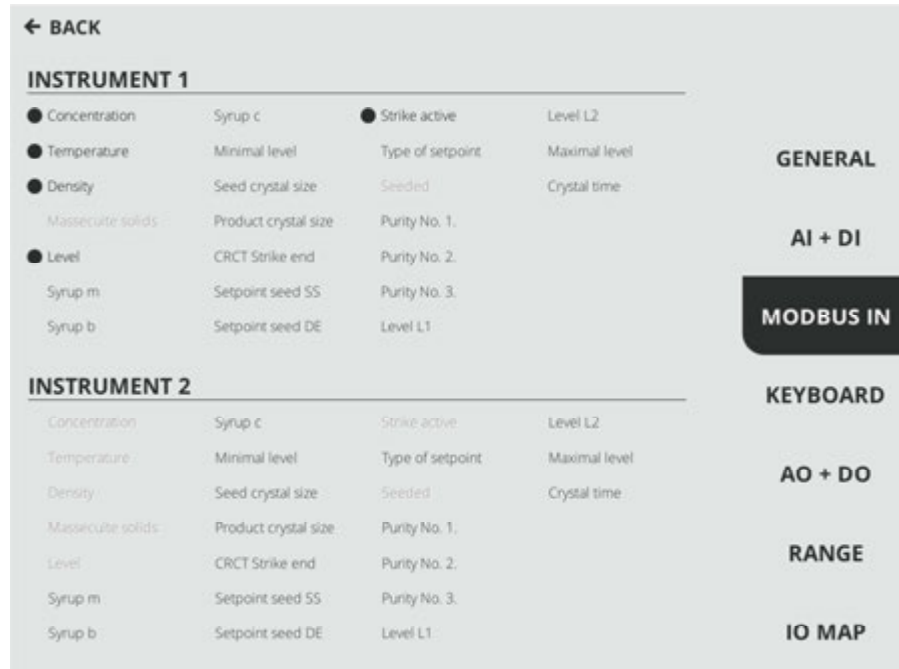 ← BACK
INSTRUMENT 1
Concentration Syrup c Strike active Level L2
Temperature Minimal level Type of setpoint Maximal level
Density Seed crystal size Seeded Crystal time
Massecuite solids Product crystal size Purity No. 1.
Level CRCT Strike end Purity No. 2.
Syrup m Setpoint seed SS Purity No. 3.
Syrup b Setpoint seed DE Level L1
INSTRUMENT 2
Concentration Syrup c Strike active Level L2
Temperature Minimal level Type of setpoint Maximal level
Density Seed crystal size Seeded Crystal time
Massecuite solids Product crystal size Purity No. 1.
Level CRCT Strike end Purity No. 2.
Syrup m Setpoint seed SS Purity No. 3.
Syrup b Setpoint seed DE Level L1
GENERAL
AI + DI
MODBUS IN
KEYBOARD
AO + DO
RANGE
IO MAP